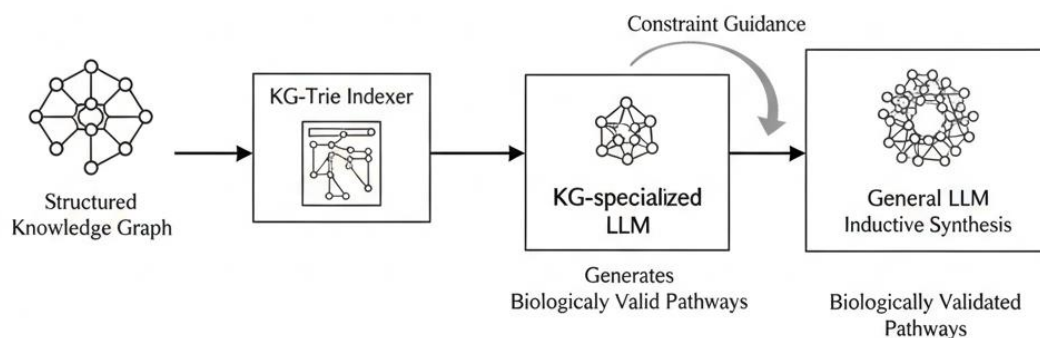 Constraint Guidance
KG-Trie Indexer
Structured
Knowledge Graph
KG-specialized
LLM
General LLM
Inductive Synthesis
Generates
Biologicaly Valid Pathways
Biologically Validated
Pathways